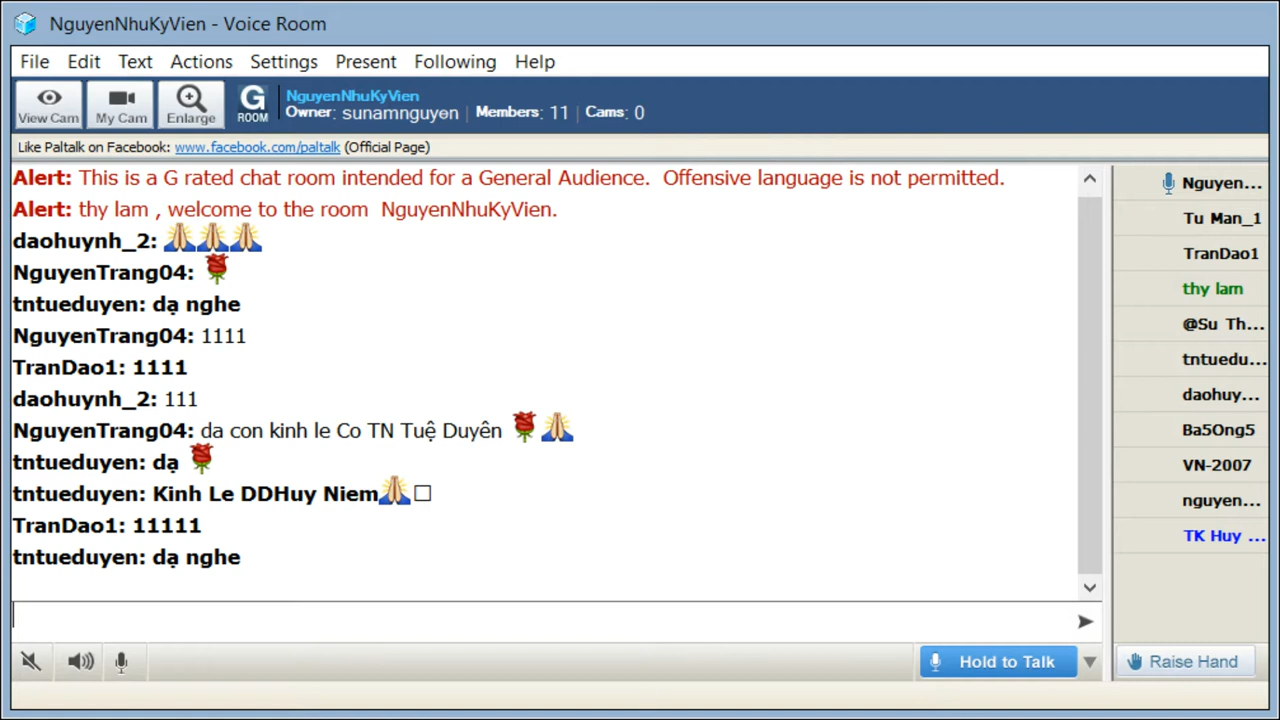 NguyenNhuKyVien - Voice Room
File Edit Text Actions Settings Present Following Help
View Cam My Cam Enlarge G ROOM
NguyenNhuKyVien
Owner: sunamnguyen | Members: 11 | Cams: 0
Like Paltalk on Facebook: www.facebook.com/paltalk (Official Page)
Alert: This is a G rated chat room intended for a General Audience. Offensive language is not permitted.
Alert: thy lam , welcome to the room NguyenNhuKyVien.
daohuynh_2: 🙏🙏🙏
NguyenTrang04: 🌹
tntueduyen: dạ nghe
NguyenTrang04: 1111
TranDao1: 1111
daohuynh_2: 111
NguyenTrang04: da con kinh le Co TN Tuệ Duyên 🌹🙏
tntueduyen: dạ 🌹
tntueduyen: Kinh Le DDHuy Niem🙏□
TranDao1: 11111
tntueduyen: dạ nghe
Nguyen...
Tu Man_1
TranDao1
thy lam
@Su Th...
tntuedu...
daohuy...
Ba5Ong5
VN-2007
nguyen...
TK Huy ...
Hold to Talk
Raise Hand